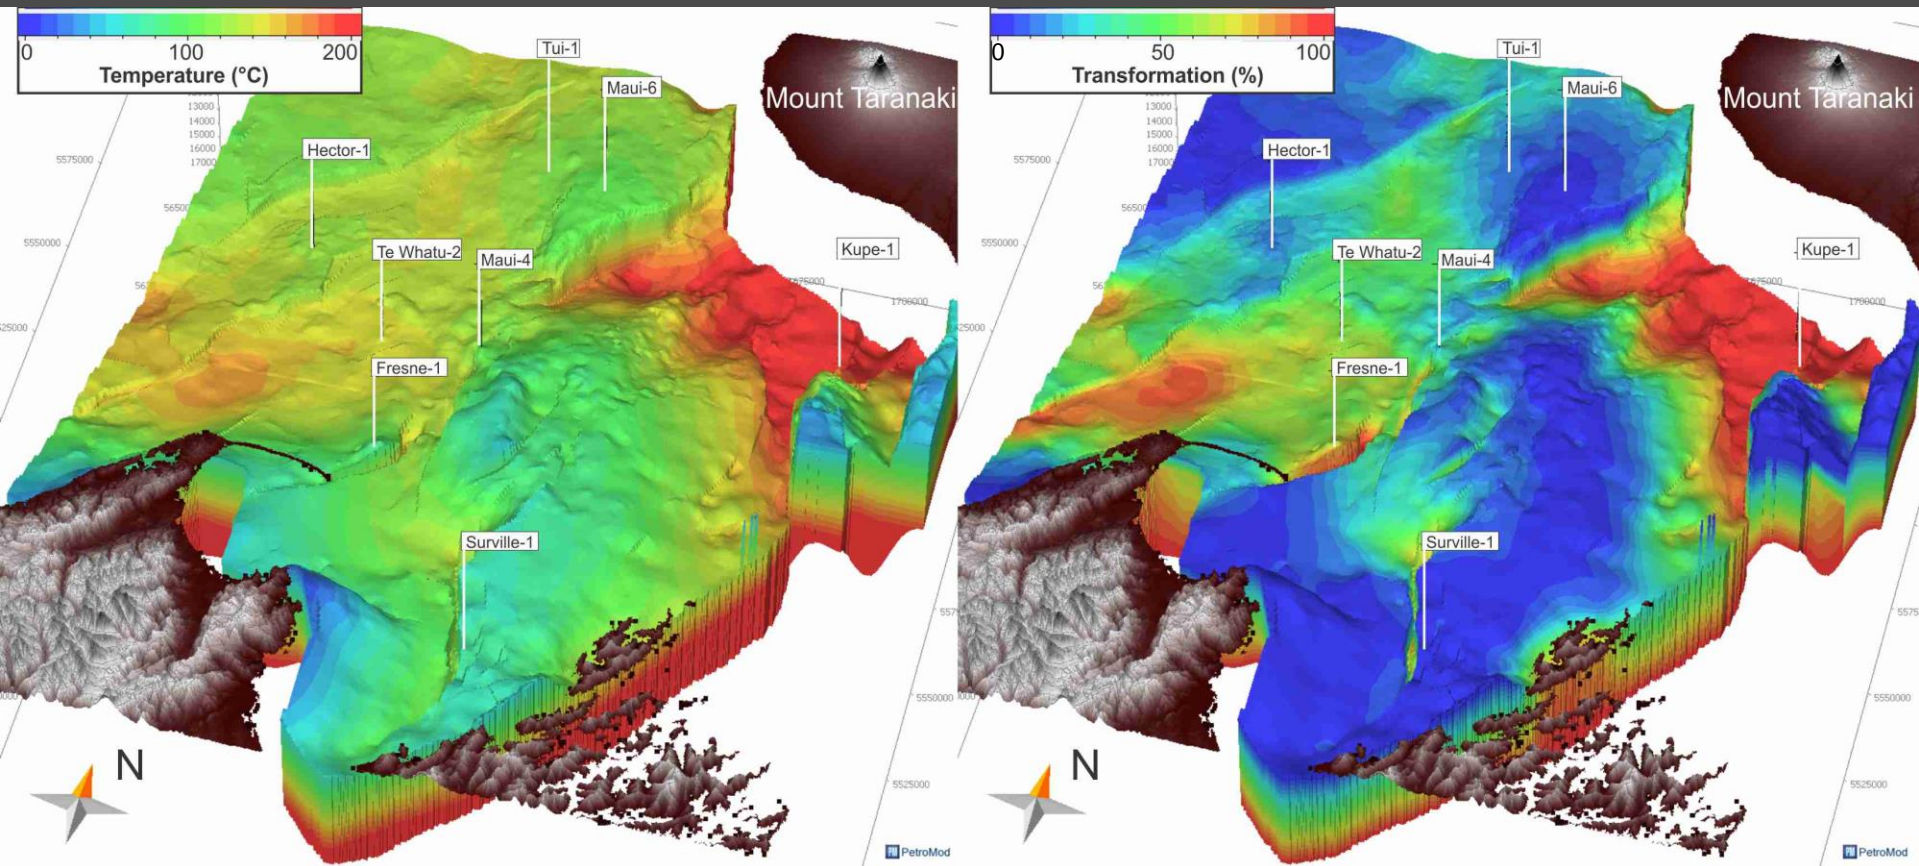 0 100 200
Temperature (°C)
13000
14000
15000
16000
17000
5575000
5550000
Hector-1
Tui-1
Maui-6
Mount Taranaki
Te Whatu-2
Maui-4
Kupe-1
1700000
Fresne-1
Surville-1
5550000
5525000
N
PetroMod
0 50 100
Transformation (%)
13000
14000
15000
16000
17000
5575000
5550000
Hector-1
Tui-1
Maui-6
Mount Taranaki
Te Whatu-2
Maui-4
Kupe-1
1700000
Fresne-1
Surville-1
5550000
5525000
N
PetroMod